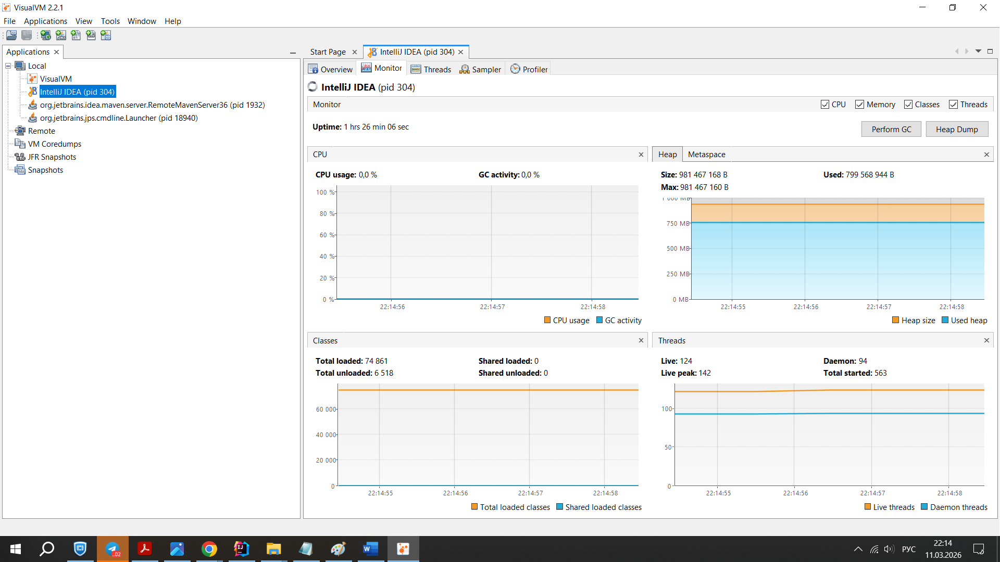 VisualVM 2.2.1
File Applications View Tools Window Help
Applications
Start Page
IntelliJ IDEA (pid 304)
Local
VisualVM
IntelliJ IDEA (pid 304)
org.jetbrains.idea.maven.server.RemoteMavenServer36 (pid 1932)
org.jetbrains.jps.cmdline.Launcher (pid 18940)
Remote
VM Coredumps
JFR Snapshots
Snapshots
Overview Monitor Threads Sampler Profiler
IntelliJ IDEA (pid 304)
Monitor
CPU Memory Classes Threads
Uptime: 1 hrs 26 min 06 sec
Perform GC Heap Dump
CPU
CPU usage: 0,0 % GC activity: 0,0 %
100 %
80 %
60 %
40 %
20 %
0 %
22:14:56 22:14:57 22:14:58
CPU usage GC activity
Heap Metaspace
Size: 981 467 168 B Used: 799 568 944 B
Max: 981 467 160 B
1 000 MB
750 MB
500 MB
250 MB
0 MB
22:14:55 22:14:56 22:14:57 22:14:58
Heap size Used heap
Classes
Total loaded: 74 861 Shared loaded: 0
Total unloaded: 6 518 Shared unloaded: 0
60 000
40 000
20 000
0
22:14:55 22:14:56 22:14:57 22:14:58
Total loaded classes Shared loaded classes
Threads
Live: 124 Daemon: 94
Live peak: 142 Total started: 563
100
50
0
22:14:55 22:14:56 22:14:57 22:14:58
Live threads Daemon threads
..02
РУС
22:14
11.03.2026